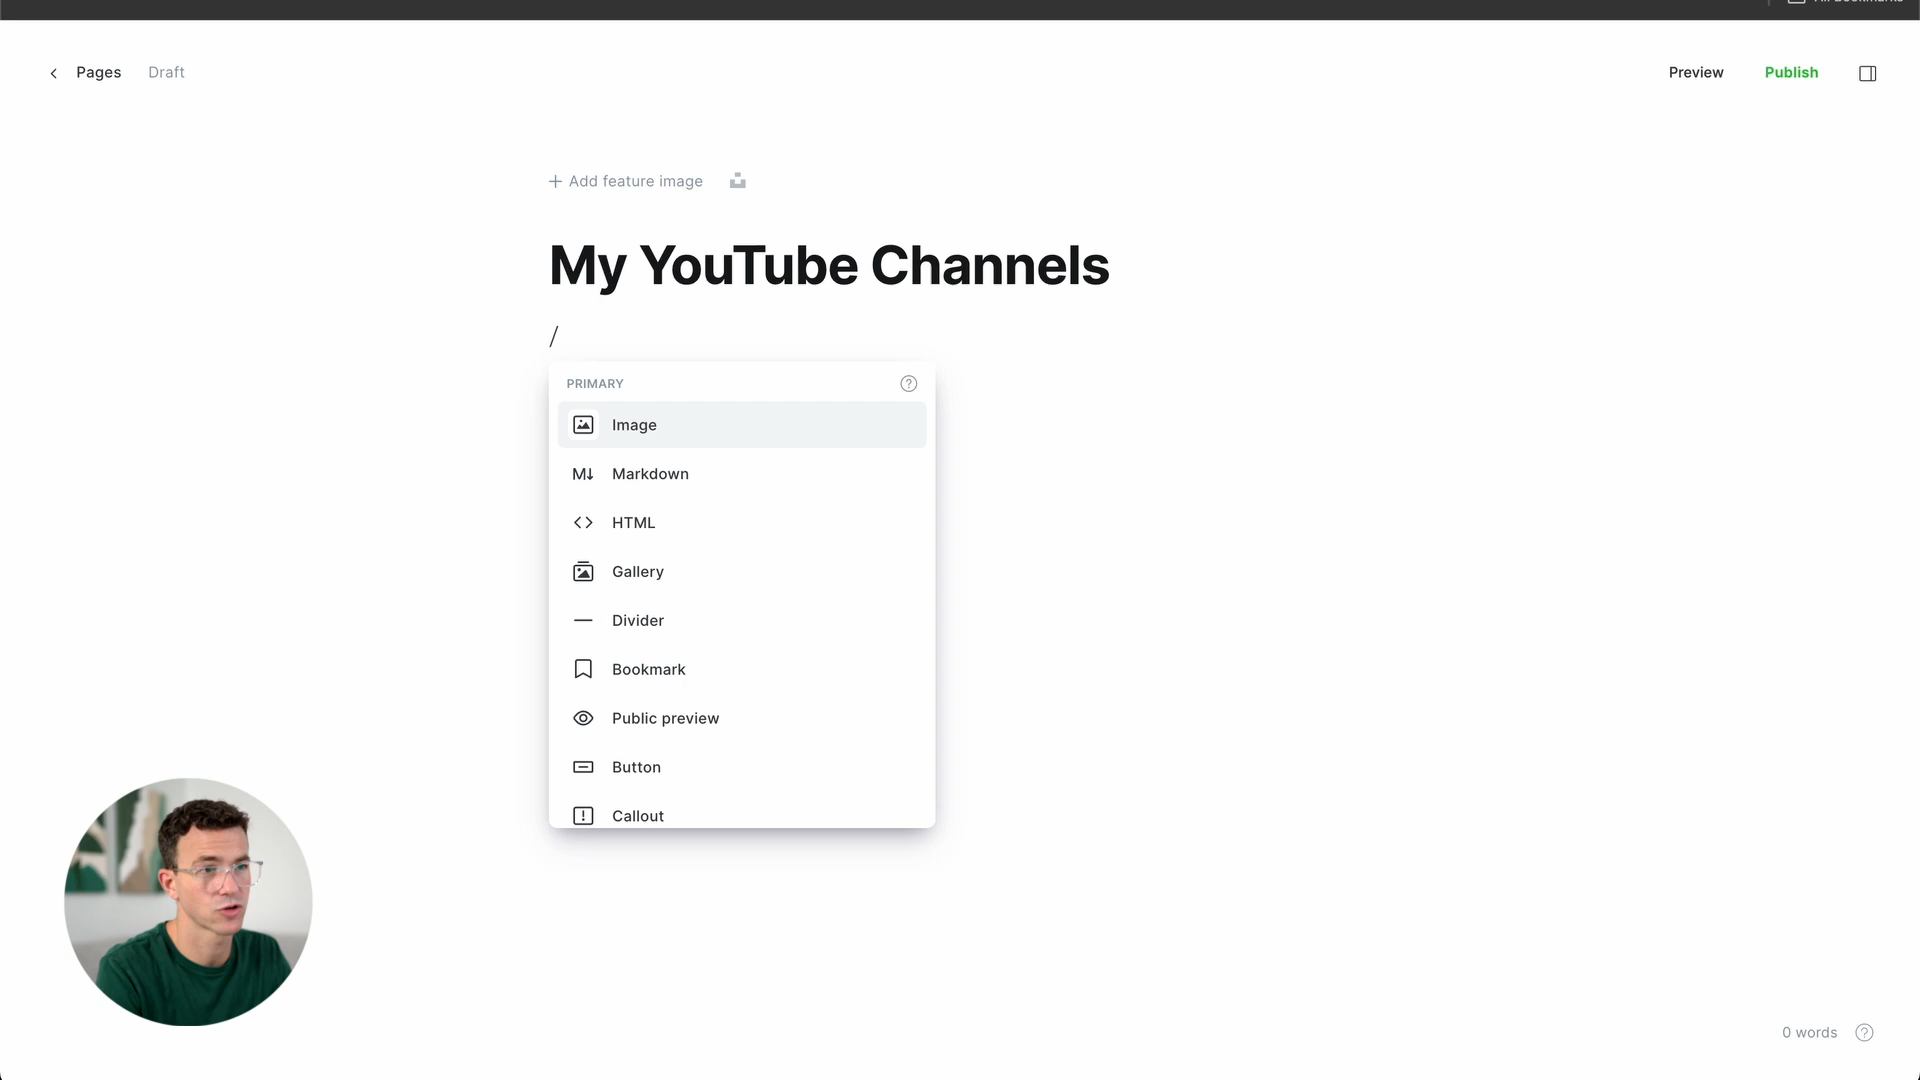 Pages Draft
Preview Publish
+ Add feature image
My YouTube Channels
/
PRIMARY
Image
M↓ Markdown
HTML
Gallery
Divider
Bookmark
Public preview
Button
Callout
0 words